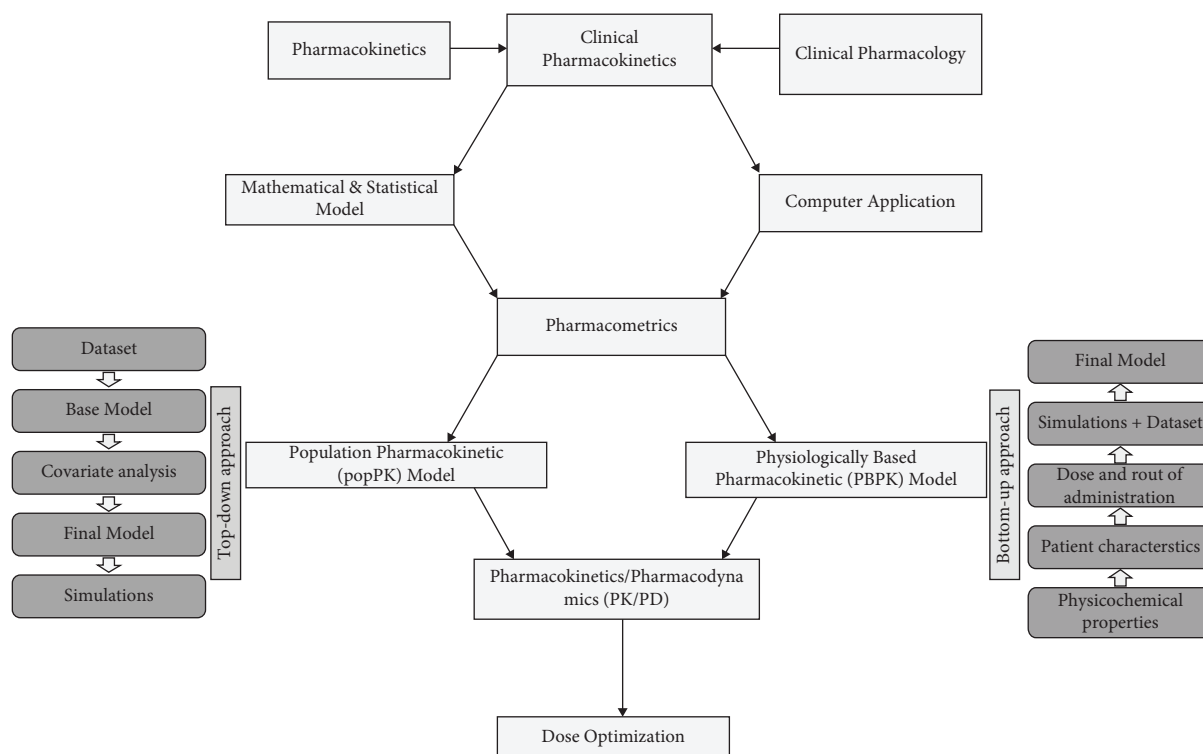 Pharmacokinetics
Clinical
Pharmacokinetics
Clinical Pharmacology
Mathematical & Statistical
Model
Computer Application
Pharmacometrics
Dataset
Base Model
Covariate analysis
Final Model
Simulations
Top-down approach
Population Pharmacokinetic
(popPK) Model
Physiologically Based
Pharmacokinetic (PBPK) Model
Bottom-up approach
Final Model
Simulations + Dataset
Dose and rout of
administration
Patient characterstics
Physicochemical
properties
Pharmacokinetics/Pharmacodyna
mics (PK/PD)
Dose Optimization